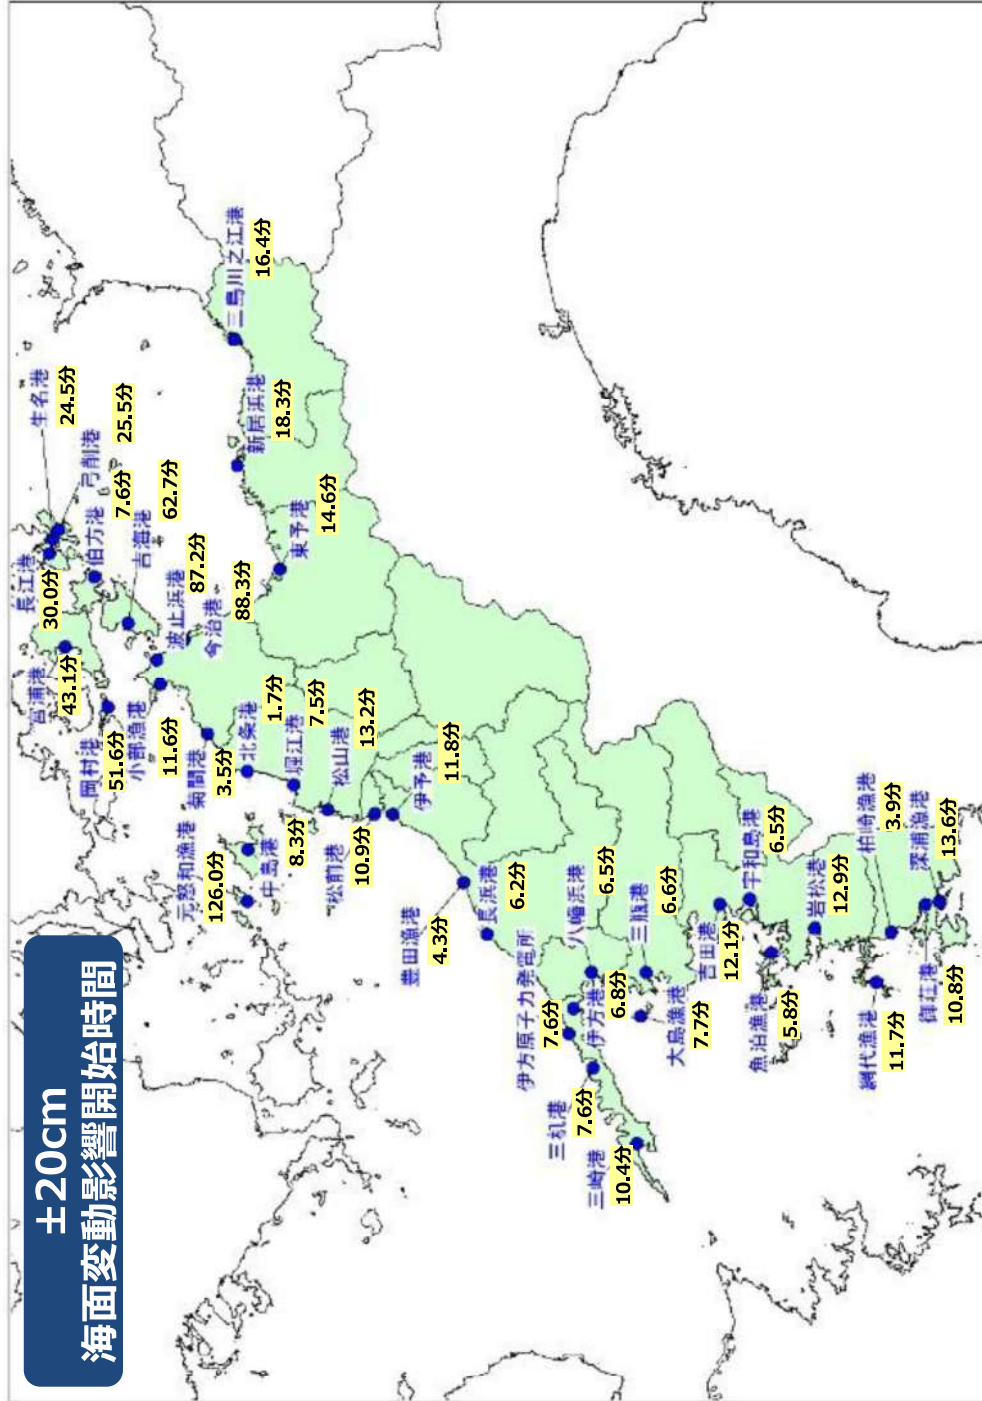 ±20cm
海面変動影響開始時間
長江港
30.0分
生名港
24.5分
弓削港
25.5分
宮浦港
43.1分
伯方港
7.6分
岡村港
51.6分
吉海港
62.7分
小部漁港
11.6分
波止浜港
87.2分
今治港
88.3分
菊間港
3.5分
三島川之江港
16.4分
新居浜港
18.3分
東予港
14.6分
北条港
1.7分
元怒和漁港
126.0分
中島港
8.3分
堀江港
7.5分
松山港
13.2分
松前港
10.9分
伊予港
11.8分
豊田漁港
4.3分
長浜港
6.2分
伊方原子力発電所
7.6分
八幡浜港
6.5分
伊方港
6.8分
三机港
7.6分
三崎港
10.4分
三瓶港
6.6分
大島漁港
7.7分
吉田港
12.1分
宇和島港
6.5分
魚泊漁港
5.8分
岩松港
12.9分
柏崎漁港
3.9分
網代漁港
11.7分
深浦漁港
13.6分
御荘港
10.8分